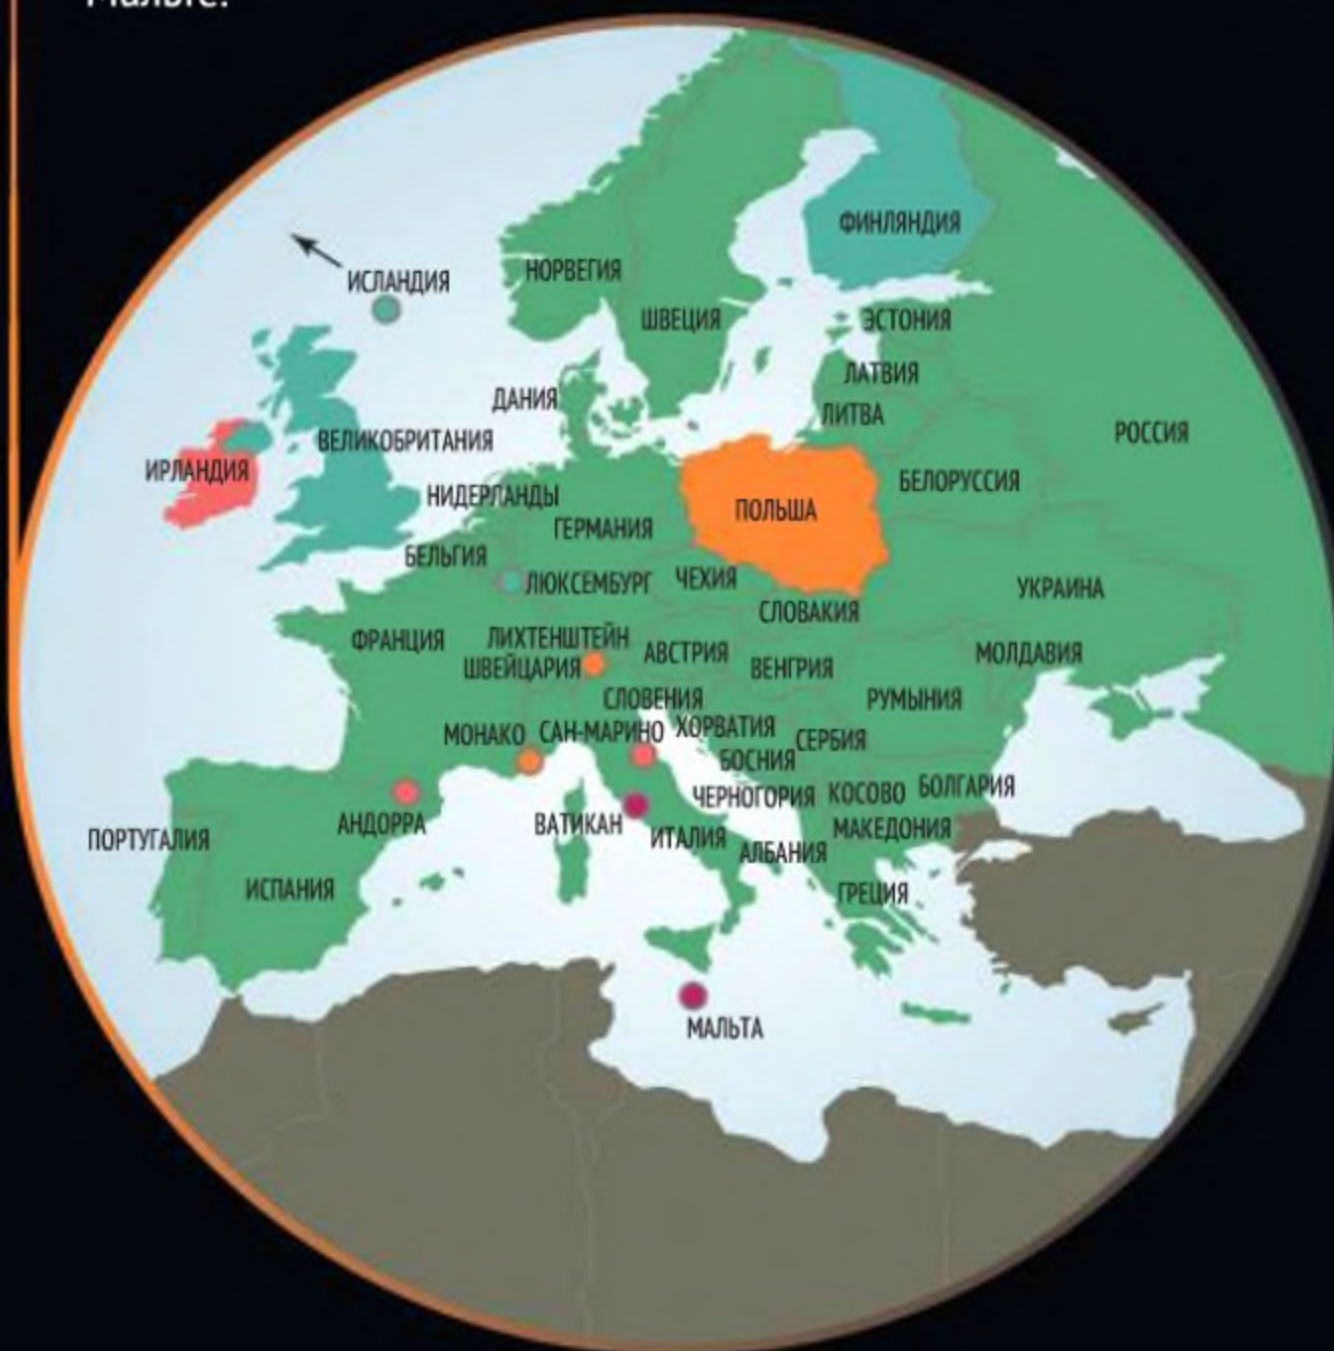 Мальте.
ФИНЛЯНДИЯ
ИСЛАНДИЯ
НОРВЕГИЯ
ШВЕЦИЯ
ЭСТОНИЯ
ЛАТВИЯ
ДАНИЯ
ЛИТВА
РОССИЯ
ВЕЛИКОБРИТАНИЯ
ИРЛАНДИЯ
БЕЛОРУССИЯ
НИДЕРЛАНДЫ
ПОЛЬША
ГЕРМАНИЯ
БЕЛЬГИЯ
ЛЮКСЕМБУРГ
ЧЕХИЯ
УКРАИНА
СЛОВАКИЯ
ФРАНЦИЯ
ЛИХТЕНШТЕЙН
АВСТРИЯ
МОЛДАВИЯ
ШВЕЙЦАРИЯ
ВЕНГРИЯ
СЛОВЕНИЯ
РУМЫНИЯ
МОНАКО
САН-МАРИНО
ХОРВАТИЯ
СЕРБИЯ
БОСНИЯ
ЧЕРНОГОРИЯ
КОСОВО
БОЛГАРИЯ
АНДОРРА
ВАТИКАН
МАКЕДОНИЯ
ПОРТУГАЛИЯ
ИТАЛИЯ
АЛБАНИЯ
ИСПАНИЯ
ГРЕЦИЯ
МАЛЬТА